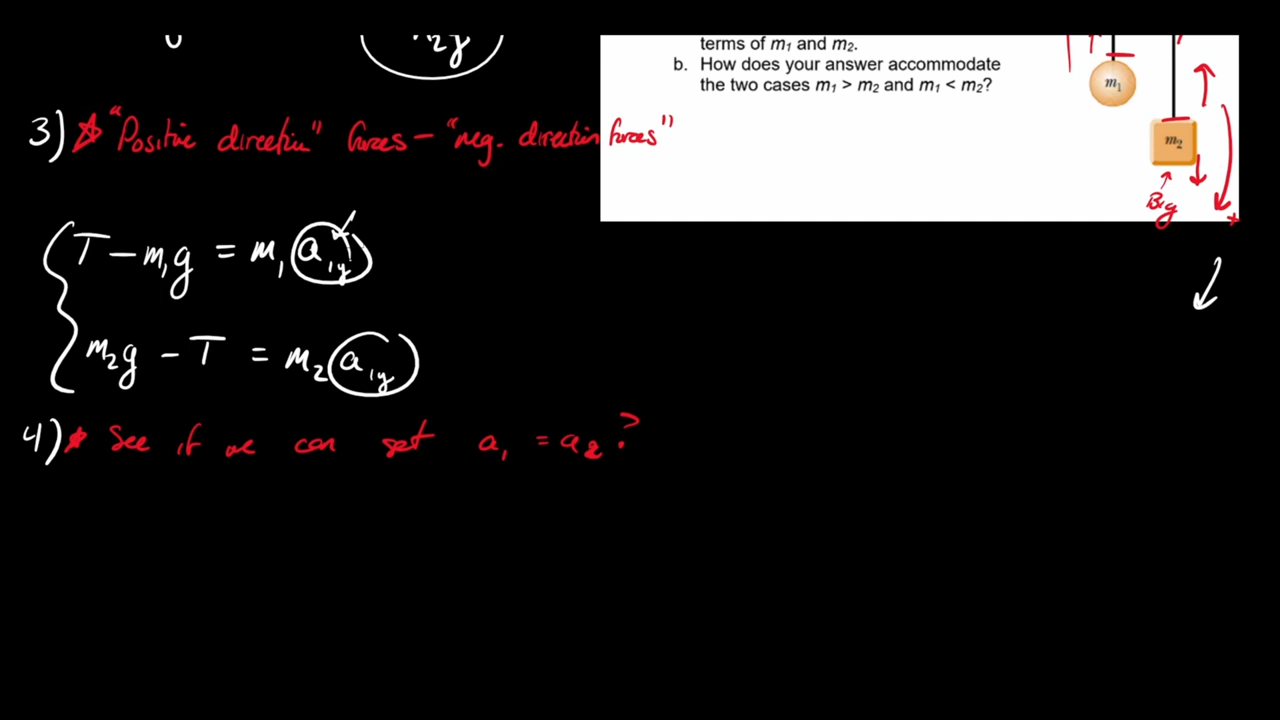 m₂g
terms of m₁ and m₂.
b. How does your answer accommodate
the two cases m₁ > m₂ and m₁ < m₂?
m₁
m₂
Big
+
3) ☆ "Positive direction" forces - "neg. direction forces"
T - m₁g = m₁ a₁y
m₂g - T = m₂ a₁y
4) * See if we can set a₁ = a₂?